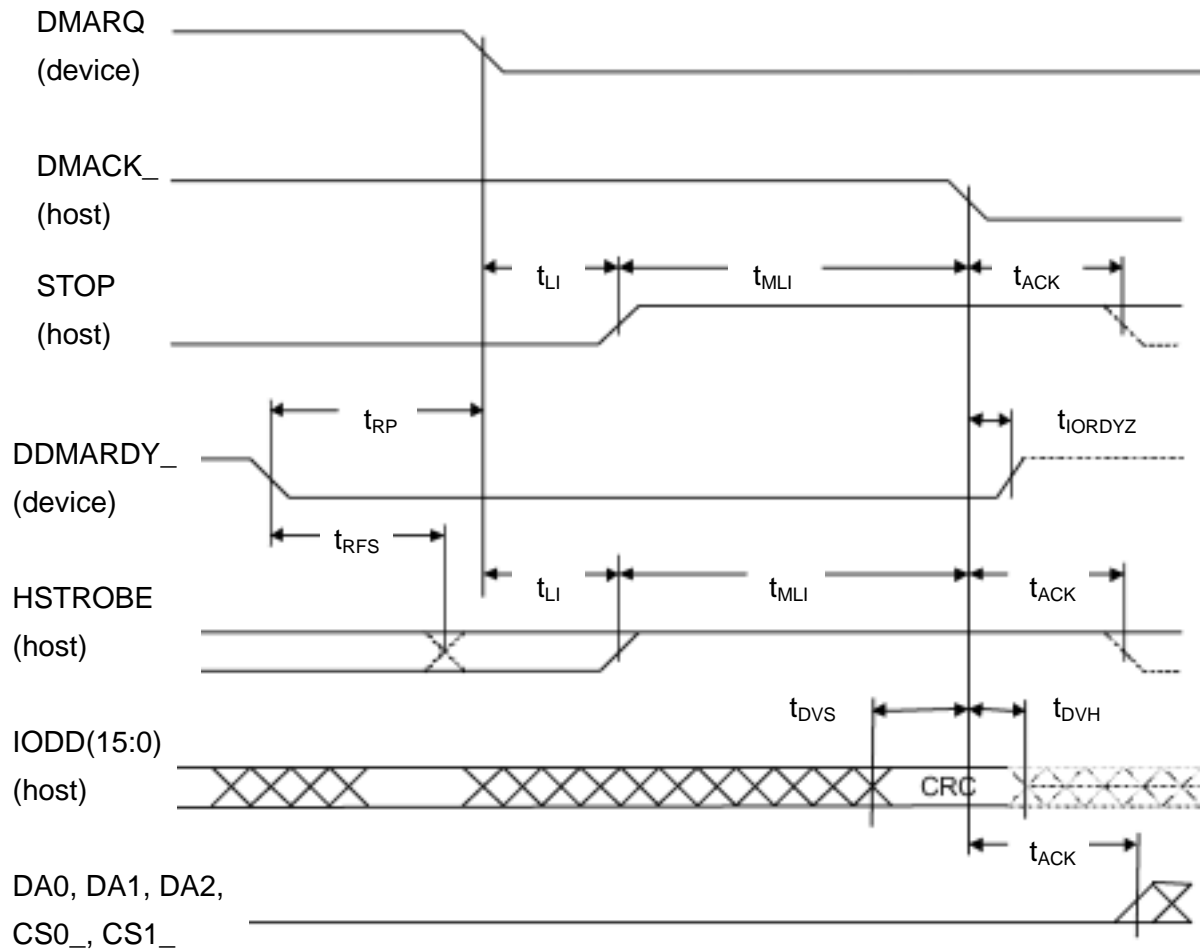 DMARQ
(device)
DMACK_
(host)
tLI
tMLI
tACK
STOP
(host)
tRP
tIORDYZ
DDMARDY_
(device)
tRFS
tLI
tMLI
tACK
HSTROBE
(host)
tDVS
tDVH
IODD(15:0)
(host)
CRC
tACK
DA0, DA1, DA2,
CS0_, CS1_